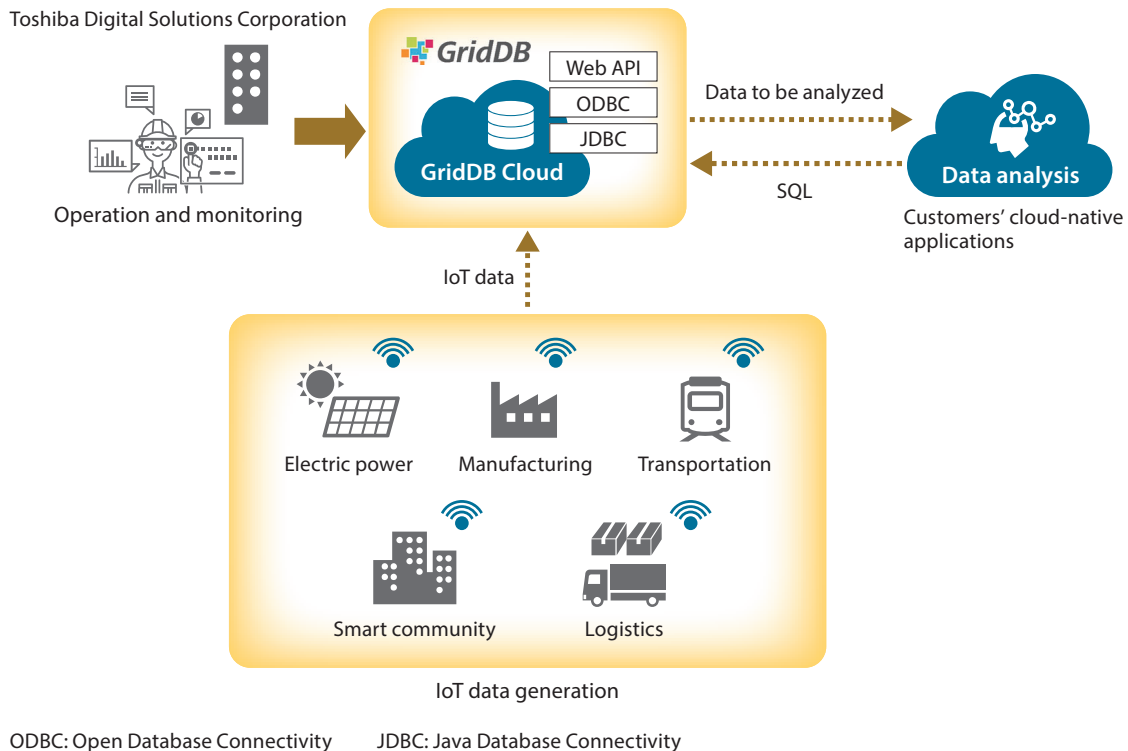 Toshiba Digital Solutions Corporation
Operation and monitoring
GridDB
Web API
ODBC
JDBC
GridDB Cloud
Data to be analyzed
SQL
Data analysis
Customers’ cloud-native
applications
IoT data
Electric power
Manufacturing
Transportation
Smart community
Logistics
IoT data generation
ODBC: Open Database Connectivity
JDBC: Java Database Connectivity